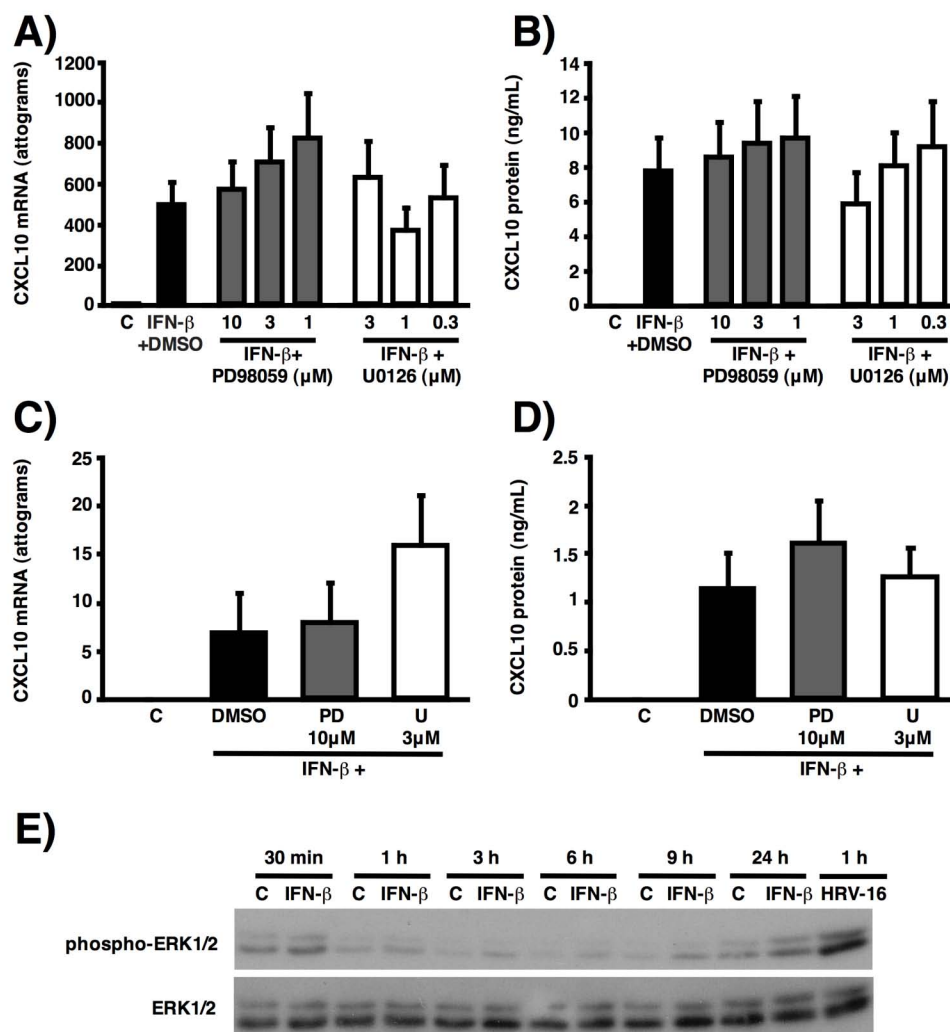 A)
CXCL10 mRNA (attograms)
1200
1000
800
600
400
200
0
C IFN-β 10 3 1 3 1 0.3
+DMSO
IFN-β+ IFN-β +
PD98059 (µM) U0126 (µM)
B)
CXCL10 protein (ng/mL)
14
12
10
8
6
4
2
0
C IFN-β 10 3 1 3 1 0.3
+DMSO
IFN-β + IFN-β +
PD98059 (µM) U0126 (µM)
C)
CXCL10 mRNA (attograms)
25
20
15
10
5
0
C DMSO PD U
10µM 3µM
IFN-β +
D)
CXCL10 protein (ng/mL)
2.5
2
1.5
1
0.5
0
C DMSO PD U
10µM 3µM
IFN-β +
E)
30 min 1 h 3 h 6 h 9 h 24 h 1 h
C IFN-β C IFN-β C IFN-β C IFN-β C IFN-β C IFN-β HRV-16
phospho-ERK1/2
ERK1/2